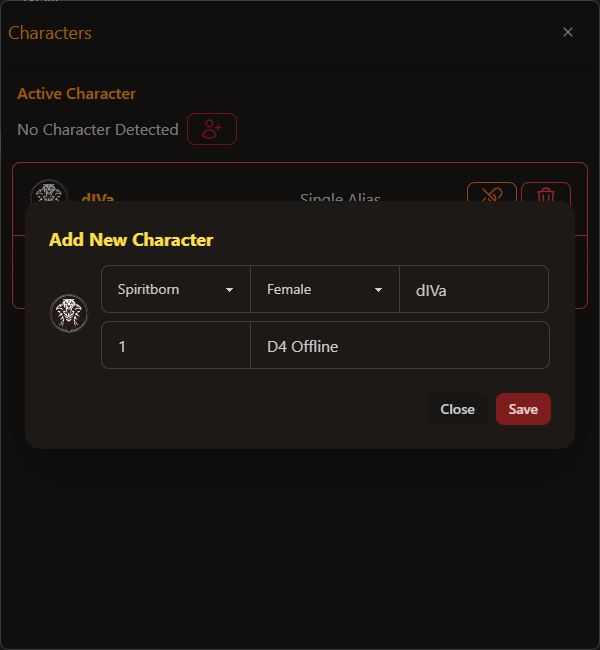 Characters
Active Character
No Character Detected
dIVa Single Alias
Add New Character
Spiritborn Female dIVa
1 D4 Offline
Close Save